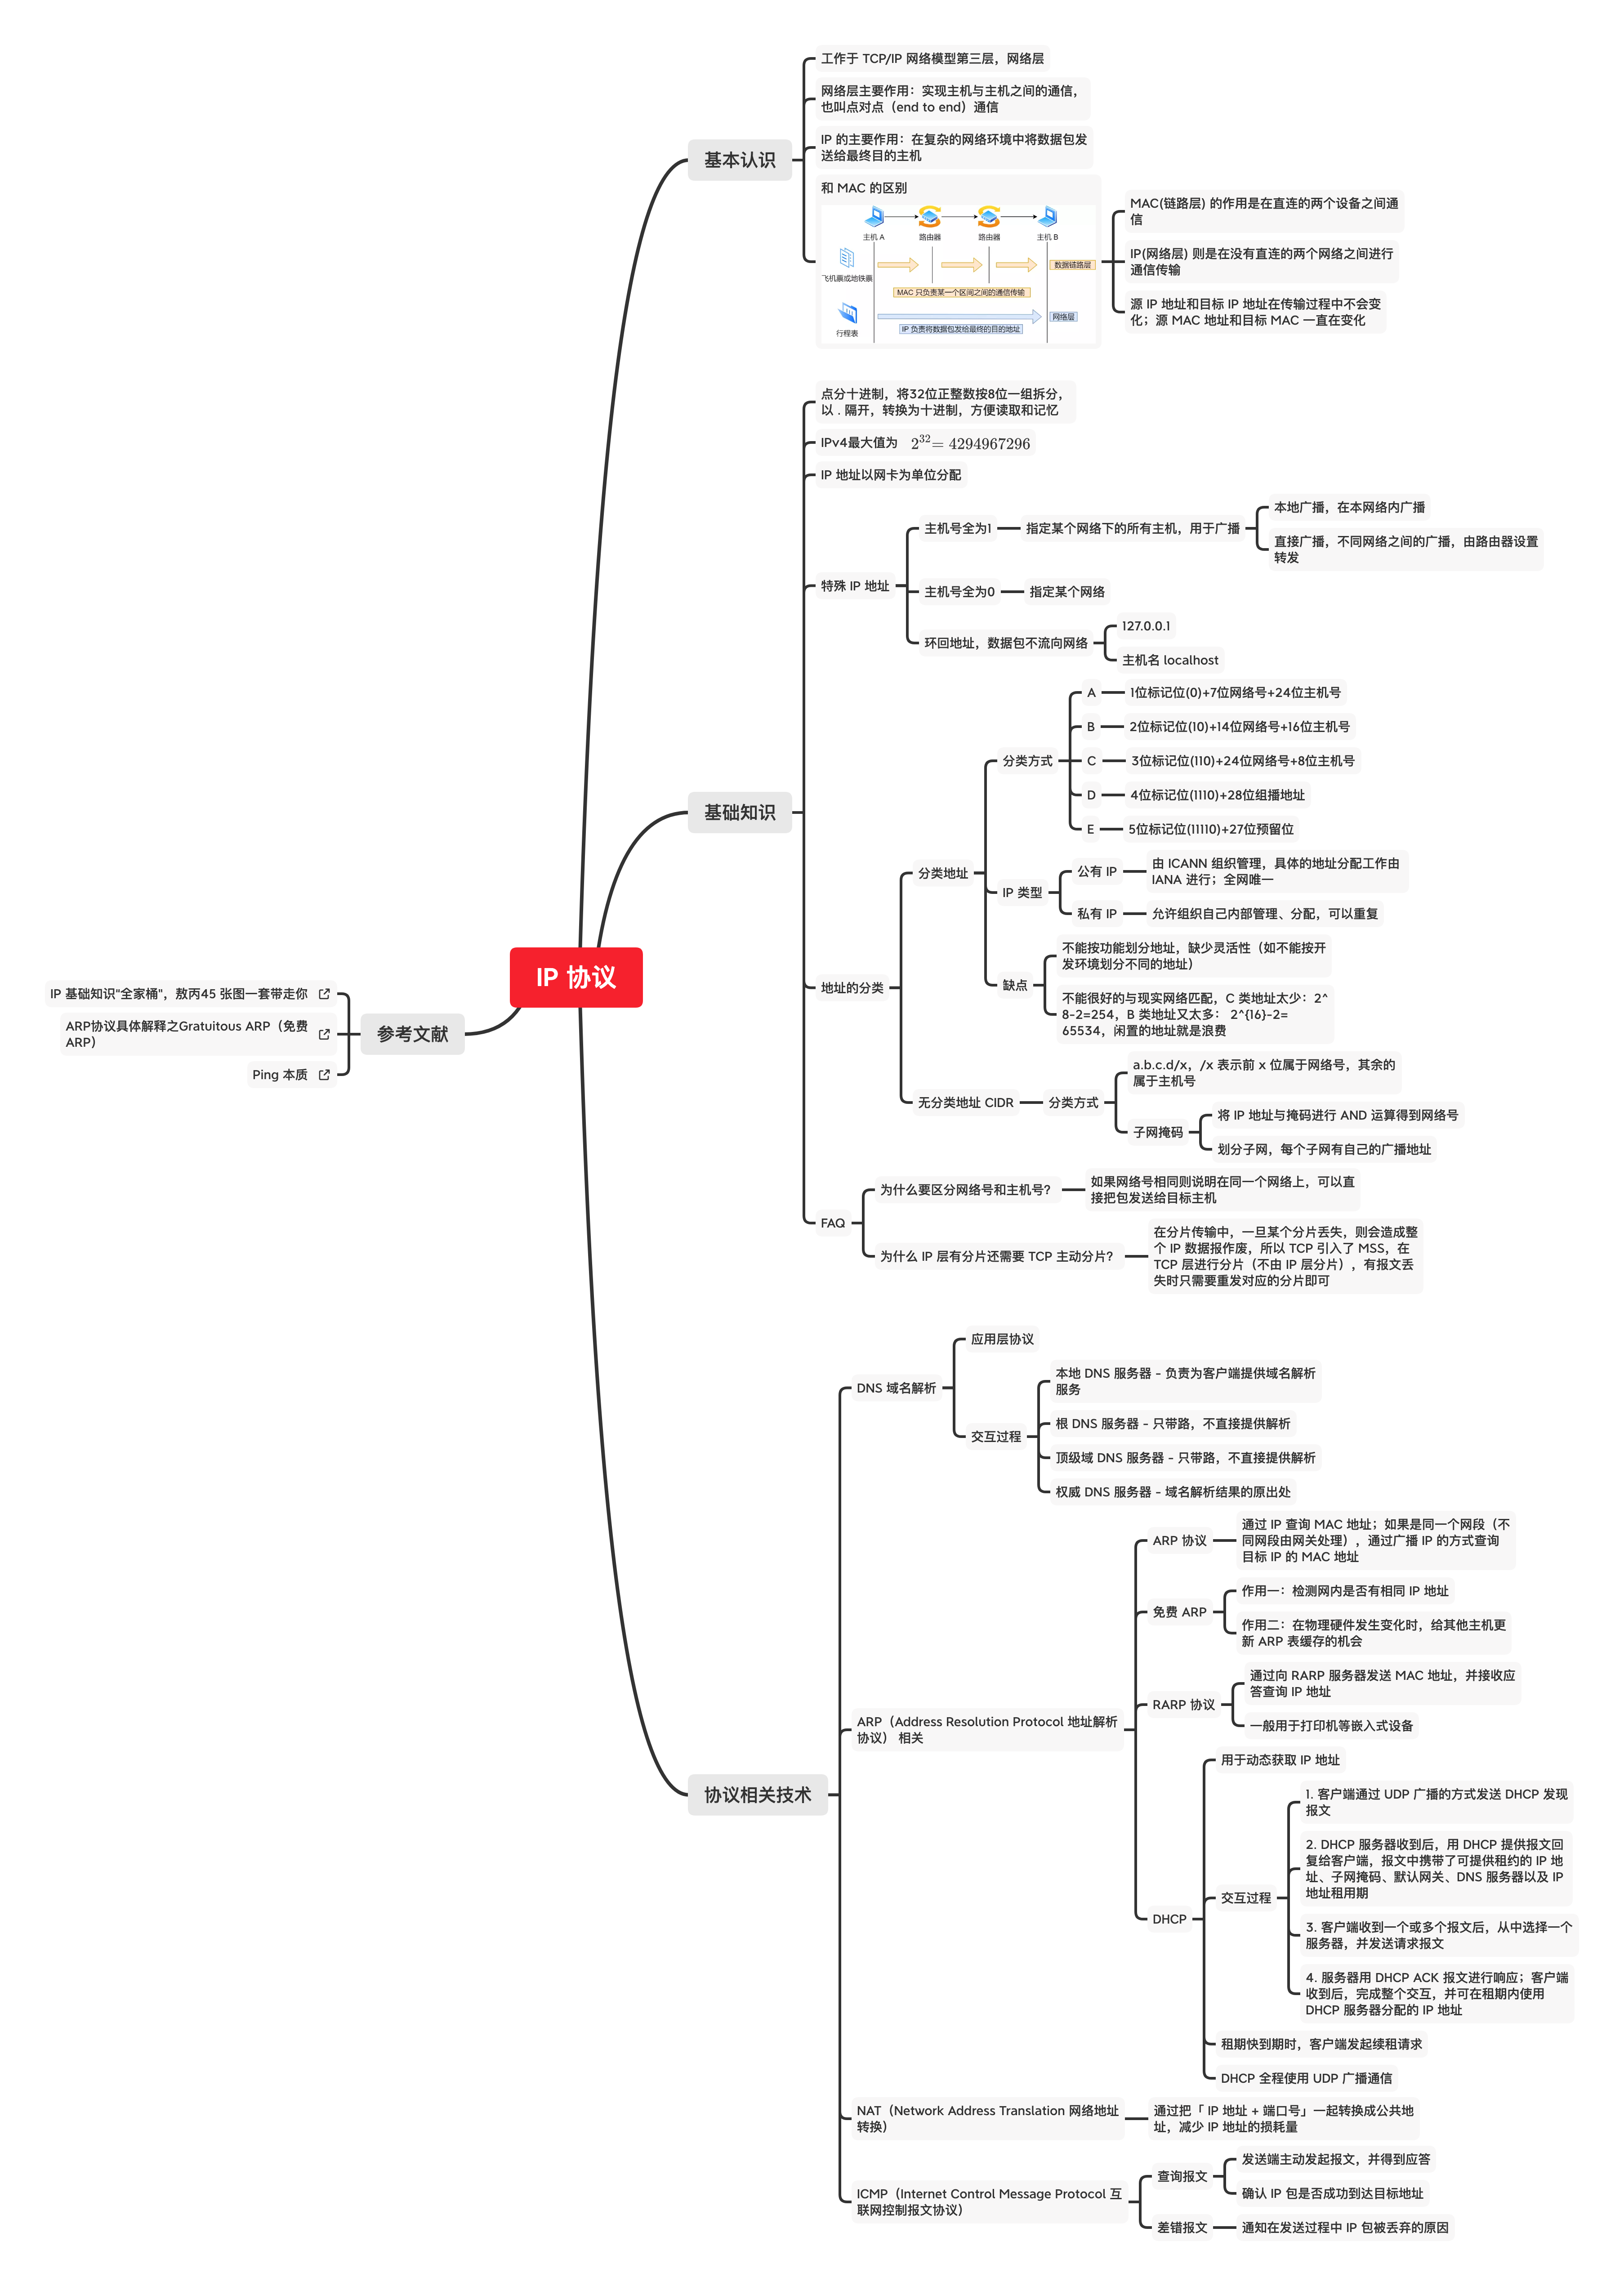 工作于 TCP/IP 网络模型第三层，网络层
网络层主要作用：实现主机与主机之间的通信，
也叫点对点（end to end）通信
IP 的主要作用：在复杂的网络环境中将数据包发
送给最终目的主机
基本认识
和 MAC 的区别
主机 A
路由器
路由器
主机 B
飞机票或地铁票
数据链路层
MAC 只负责某一个区间之间的通信传输
网络层
IP 负责将数据包发给最终的目的地址
行程表
MAC(链路层) 的作用是在直连的两个设备之间通
信
IP(网络层) 则是在没有直连的两个网络之间进行
通信传输
源 IP 地址和目标 IP 地址在传输过程中不会变
化；源 MAC 地址和目标 MAC 一直在变化
点分十进制，将32位正整数按8位一组拆分，
以 . 隔开，转换为十进制，方便读取和记忆
IPv4最大值为 2^32= 4294967296
IP 地址以网卡为单位分配
特殊 IP 地址
主机号全为1
指定某个网络下的所有主机，用于广播
本地广播，在本网络内广播
直接广播，不同网络之间的广播，由路由器设置
转发
主机号全为0
指定某个网络
环回地址，数据包不流向网络
127.0.0.1
主机名 localhost
基础知识
地址的分类
分类地址
分类方式
A
1位标记位(0)+7位网络号+24位主机号
B
2位标记位(10)+14位网络号+16位主机号
C
3位标记位(110)+24位网络号+8位主机号
D
4位标记位(1110)+28位组播地址
E
5位标记位(11110)+27位预留位
IP 类型
公有 IP
由 ICANN 组织管理，具体的地址分配工作由
IANA 进行；全网唯一
私有 IP
允许组织自己内部管理、分配，可以重复
缺点
不能按功能划分地址，缺少灵活性（如不能按开
发环境划分不同的地址）
不能很好的与现实网络匹配，C 类地址太少：2^
8-2=254，B 类地址又太多： 2^{16}-2=
65534，闲置的地址就是浪费
无分类地址 CIDR
分类方式
a.b.c.d/x，/x 表示前 x 位属于网络号，其余的
属于主机号
子网掩码
将 IP 地址与掩码进行 AND 运算得到网络号
划分子网，每个子网有自己的广播地址
FAQ
为什么要区分网络号和主机号？
如果网络号相同则说明在同一个网络上，可以直
接把包发送给目标主机
为什么 IP 层有分片还需要 TCP 主动分片？
在分片传输中，一旦某个分片丢失，则会造成整
个 IP 数据报作废，所以 TCP 引入了 MSS，在
TCP 层进行分片（不由 IP 层分片），有报文丢
失时只需要重发对应的分片即可
IP 协议
参考文献
IP 基础知识"全家桶"，敖丙45 张图一套带走你
ARP协议具体解释之Gratuitous ARP（免费
ARP）
Ping 本质
协议相关技术
DNS 域名解析
应用层协议
交互过程
本地 DNS 服务器 - 负责为客户端提供域名解析
服务
根 DNS 服务器 - 只带路，不直接提供解析
顶级域 DNS 服务器 - 只带路，不直接提供解析
权威 DNS 服务器 - 域名解析结果的原出处
ARP（Address Resolution Protocol 地址解析
协议） 相关
ARP 协议
通过 IP 查询 MAC 地址；如果是同一个网段（不
同网段由网关处理），通过广播 IP 的方式查询
目标 IP 的 MAC 地址
免费 ARP
作用一：检测网内是否有相同 IP 地址
作用二：在物理硬件发生变化时，给其他主机更
新 ARP 表缓存的机会
RARP 协议
通过向 RARP 服务器发送 MAC 地址，并接收应
答查询 IP 地址
一般用于打印机等嵌入式设备
DHCP
用于动态获取 IP 地址
交互过程
1. 客户端通过 UDP 广播的方式发送 DHCP 发现
报文
2. DHCP 服务器收到后，用 DHCP 提供报文回
复给客户端，报文中携带了可提供租约的 IP 地
址、子网掩码、默认网关、DNS 服务器以及 IP
地址租用期
3. 客户端收到一个或多个报文后，从中选择一个
服务器，并发送请求报文
4. 服务器用 DHCP ACK 报文进行响应；客户端
收到后，完成整个交互，并可在租期内使用
DHCP 服务器分配的 IP 地址
租期快到期时，客户端发起续租请求
DHCP 全程使用 UDP 广播通信
NAT（Network Address Translation 网络地址
转换）
通过把「 IP 地址 + 端口号」一起转换成公共地
址，减少 IP 地址的损耗量
ICMP（Internet Control Message Protocol 互
联网控制报文协议）
查询报文
发送端主动发起报文，并得到应答
确认 IP 包是否成功到达目标地址
差错报文
通知在发送过程中 IP 包被丢弃的原因